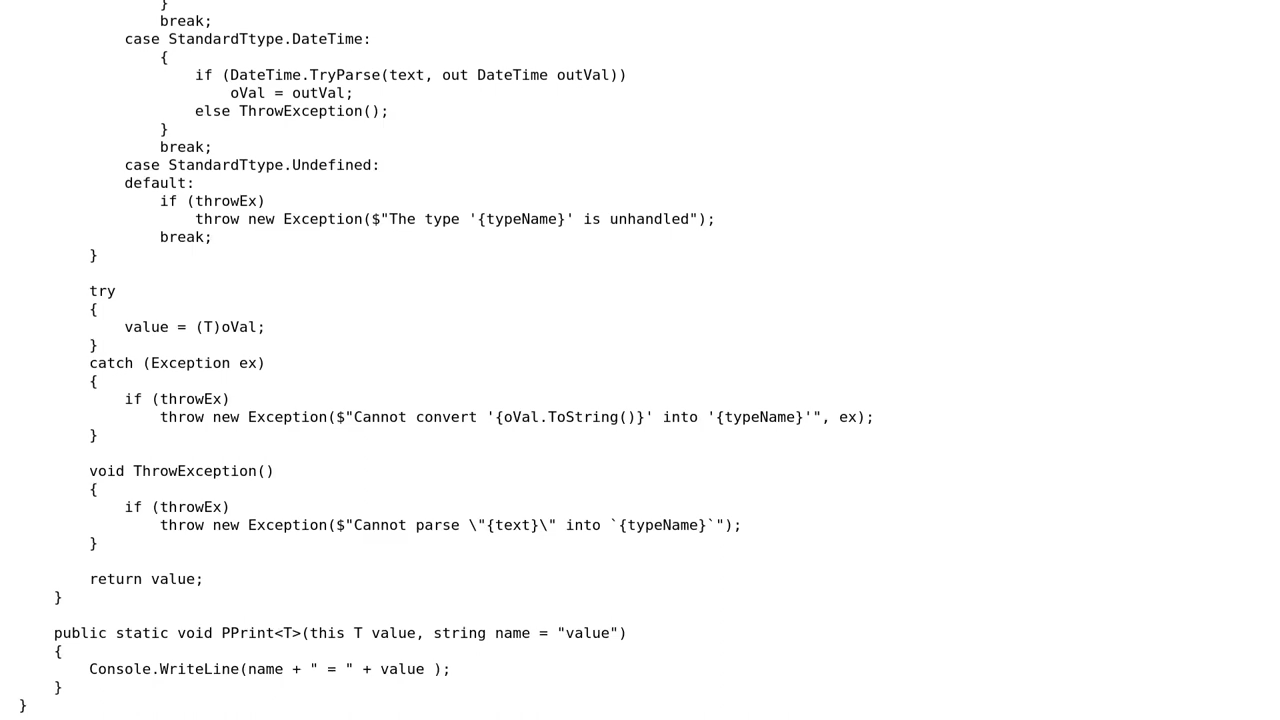 }
break;
case StandardTtype.DateTime:
{
if (DateTime.TryParse(text, out DateTime outVal))
oVal = outVal;
else ThrowException();
}
break;
case StandardTtype.Undefined:
default:
if (throwEx)
throw new Exception($"The type '{typeName}' is unhandled");
break;
}
try
{
value = (T)oVal;
}
catch (Exception ex)
{
if (throwEx)
throw new Exception($"Cannot convert '{oVal.ToString()}' into '{typeName}'", ex);
}
void ThrowException()
{
if (throwEx)
throw new Exception($"Cannot parse \"{text}\" into `{typeName}`");
}
return value;
}
public static void PPrint<T>(this T value, string name = "value")
{
Console.WriteLine(name + " = " + value );
}
}